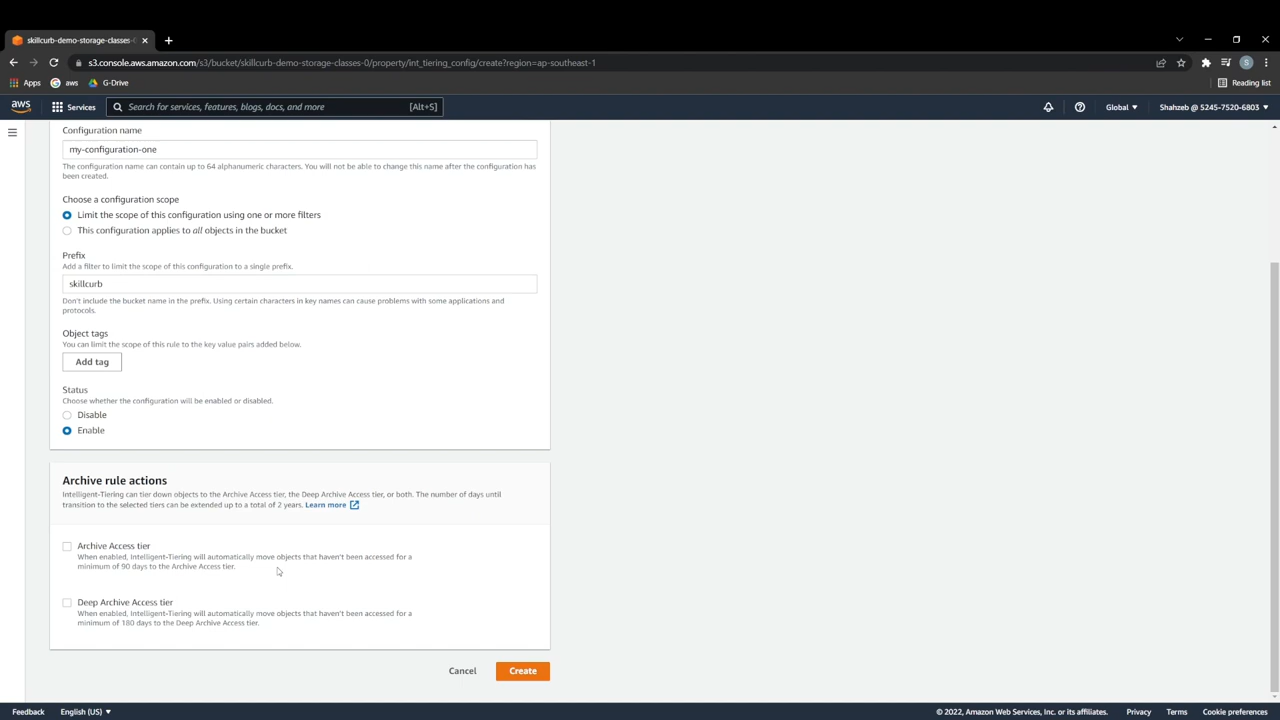 skillcurb-demo-storage-classes-
s3.console.aws.amazon.com/s3/bucket/skillcurb-demo-storage-classes-0/property/int_tiering_config/create?region=ap-southeast-1
Apps
aws
G-Drive
Reading list
aws
Services
Search for services, features, blogs, docs, and more
[Alt+S]
Global
Shahzeb @ 5245-7520-6803
Configuration name
my-configuration-one
The configuration name can contain up to 64 alphanumeric characters. You will not be able to change this name after the configuration has
been created.
Choose a configuration scope
Limit the scope of this configuration using one or more filters
This configuration applies to all objects in the bucket
Prefix
Add a filter to limit the scope of this configuration to a single prefix.
skillcurb
Don't include the bucket name in the prefix. Using certain characters in key names can cause problems with some applications and
protocols.
Object tags
You can limit the scope of this rule to the key value pairs added below.
Add tag
Status
Choose whether the configuration will be enabled or disabled.
Disable
Enable
Archive rule actions
Intelligent-Tiering can tier down objects to the Archive Access tier, the Deep Archive Access tier, or both. The number of days until
transition to the selected tiers can be extended up to a total of 2 years. Learn more
Archive Access tier
When enabled, Intelligent-Tiering will automatically move objects that haven't been accessed for a
minimum of 90 days to the Archive Access tier.
Deep Archive Access tier
When enabled, Intelligent-Tiering will automatically move objects that haven't been accessed for a
minimum of 180 days to the Deep Archive Access tier.
Cancel
Create
Feedback
English (US)
© 2022, Amazon Web Services, Inc. or its affiliates.
Privacy
Terms
Cookie preferences